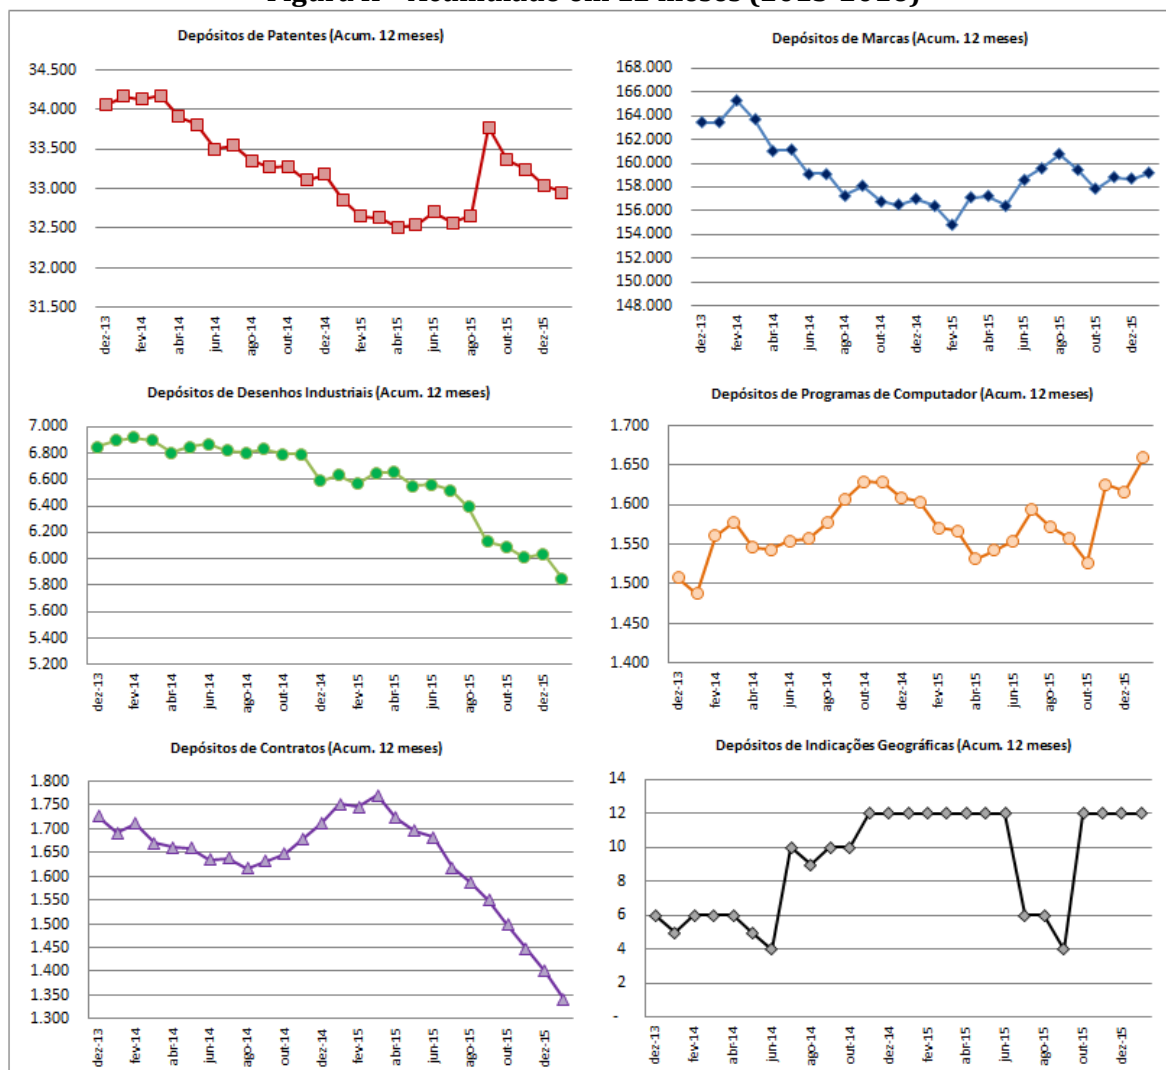 Figura - Acumulado em 12 meses (2013-2016)
Depósitos de Patentes (Acum. 12 meses)
34.500
34.000
33.500
33.000
32.500
32.000
31.500
dez-13
fev-14
abr-14
jun-14
ago-14
out-14
dez-14
fev-15
abr-15
jun-15
ago-15
out-15
dez-15
Depósitos de Marcas (Acum. 12 meses)
168.000
166.000
164.000
162.000
160.000
158.000
156.000
154.000
152.000
150.000
148.000
dez-13
fev-14
abr-14
jun-14
ago-14
out-14
dez-14
fev-15
abr-15
jun-15
ago-15
out-15
dez-15
Depósitos de Desenhos Industriais (Acum. 12 meses)
7.000
6.800
6.600
6.400
6.200
6.000
5.800
5.600
5.400
5.200
dez-13
fev-14
abr-14
jun-14
ago-14
out-14
dez-14
fev-15
abr-15
jun-15
ago-15
out-15
dez-15
Depósitos de Programas de Computador (Acum. 12 meses)
1.700
1.650
1.600
1.550
1.500
1.450
1.400
dez-13
fev-14
abr-14
jun-14
ago-14
out-14
dez-14
fev-15
abr-15
jun-15
ago-15
out-15
dez-15
Depósitos de Contratos (Acum. 12 meses)
1.800
1.750
1.700
1.650
1.600
1.550
1.500
1.450
1.400
1.350
1.300
dez-13
fev-14
abr-14
jun-14
ago-14
out-14
dez-14
fev-15
abr-15
jun-15
ago-15
out-15
dez-15
Depósitos de Indicações Geográficas (Acum. 12 meses)
14
12
10
8
6
4
2
-
dez-13
fev-14
abr-14
jun-14
ago-14
out-14
dez-14
fev-15
abr-15
jun-15
ago-15
out-15
dez-15